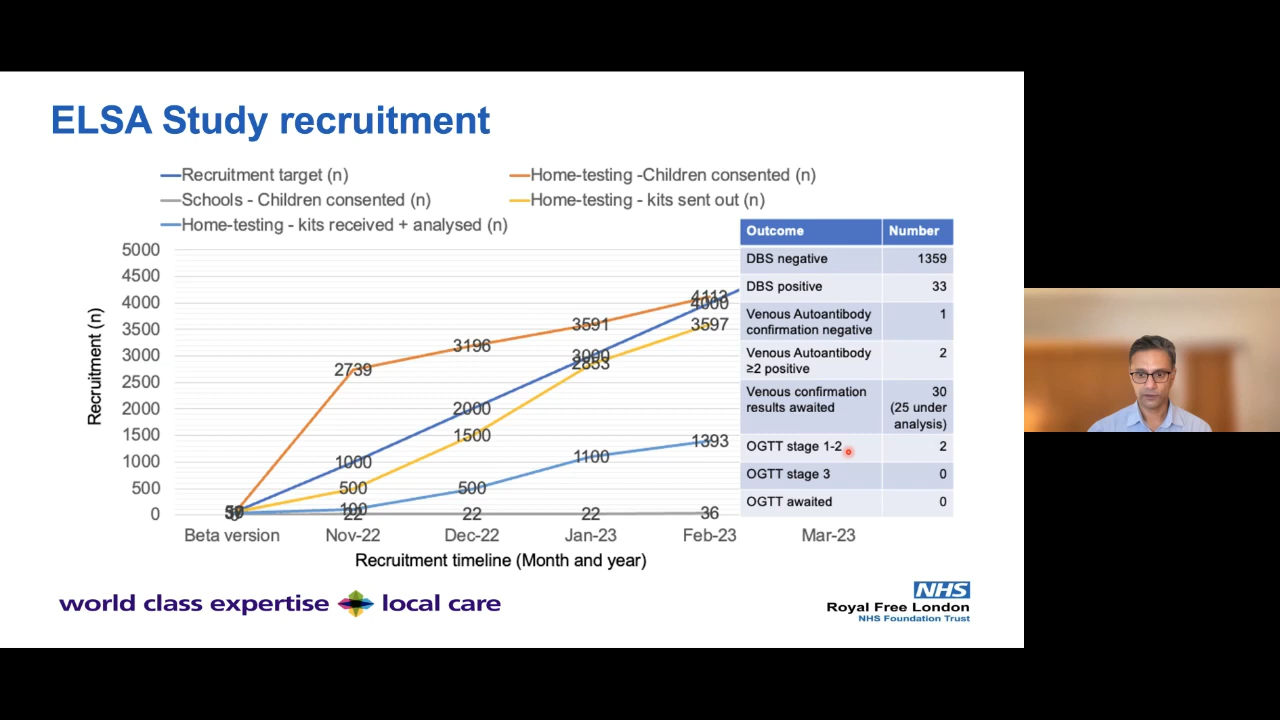 ELSA Study recruitment
Recruitment target (n)
Home-testing -Children consented (n)
Schools - Children consented (n)
Home-testing - kits sent out (n)
Home-testing - kits received + analysed (n)
Recruitment (n)
5000
4500
4000
3500
3000
2500
2000
1500
1000
500
0
2739
3196
3591
4113
1000
2000
3000
4000
500
1500
2853
3597
100
500
1100
1393
22
22
22
36
Beta version
Nov-22
Dec-22
Jan-23
Feb-23
Mar-23
Recruitment timeline (Month and year)
Outcome Number
DBS negative 1359
DBS positive 33
Venous Autoantibody 1
confirmation negative
Venous Autoantibody 2
≥2 positive
Venous confirmation 30
results awaited (25 under
analysis)
OGTT stage 1-2 2
OGTT stage 3 0
OGTT awaited 0
world class expertise local care
NHS
Royal Free London
NHS Foundation Trust